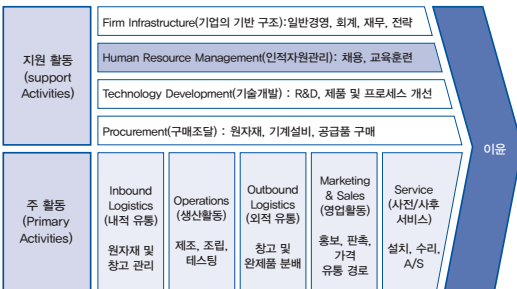 지원 활동
(support
Activities)
Firm Infrastructure(기업의 기반 구조):일반경영, 회계, 재무, 전략
Human Resource Management(인적자원관리): 채용, 교육훈련
Technology Development(기술개발) : R&D, 제품 및 프로세스 개선
Procurement(구매조달) : 원자재, 기계설비, 공급품 구매
이윤
주 활동
(Primary
Activities)
Inbound
Logistics
(내적 유통)
원자재 및
창고 관리
Operations
(생산활동)
제조, 조립,
테스팅
Outbound
Logistics
(외적 유통)
창고 및
완제품 분배
Marketing
& Sales
(영업활동)
홍보, 판촉,
가격
유통 경로
Service
(사전/사후
서비스)
설치, 수리,
A/S